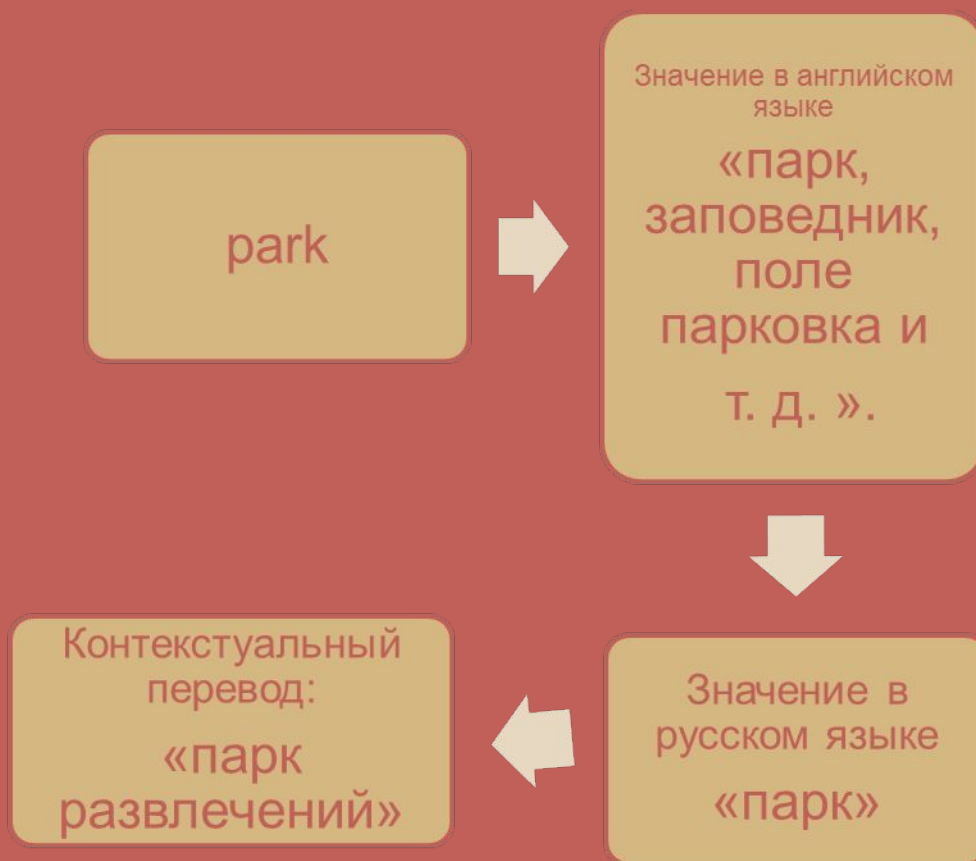 park
Значение в английском
языке
«парк,
заповедник,
поле
парковка и
т. д. ».
Значение в
русском языке
«парк»
Контекстуальный
перевод:
«парк
развлечений»